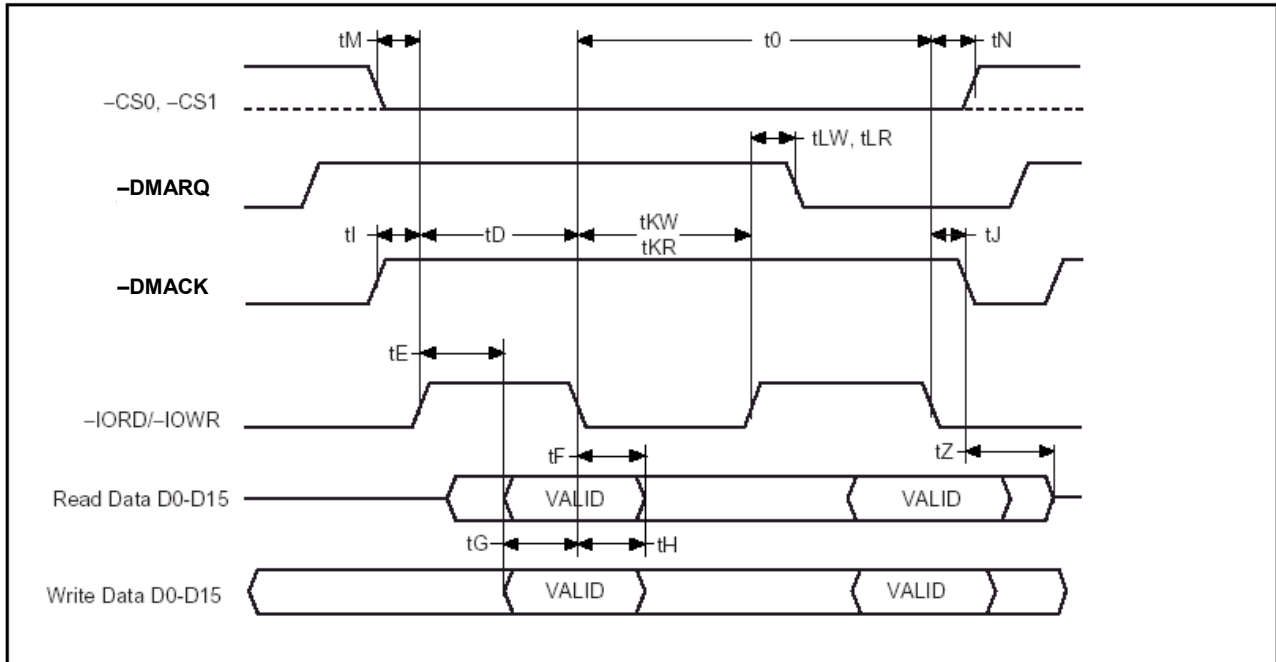 tM
t0
tN
–CS0, –CS1
tLW, tLR
–DMARQ
tI
tD
tKW
tKR
tJ
–DMACK
tE
–IORD/–IOWR
tF
tZ
Read Data D0-D15
VALID
VALID
tG
tH
Write Data D0-D15
VALID
VALID